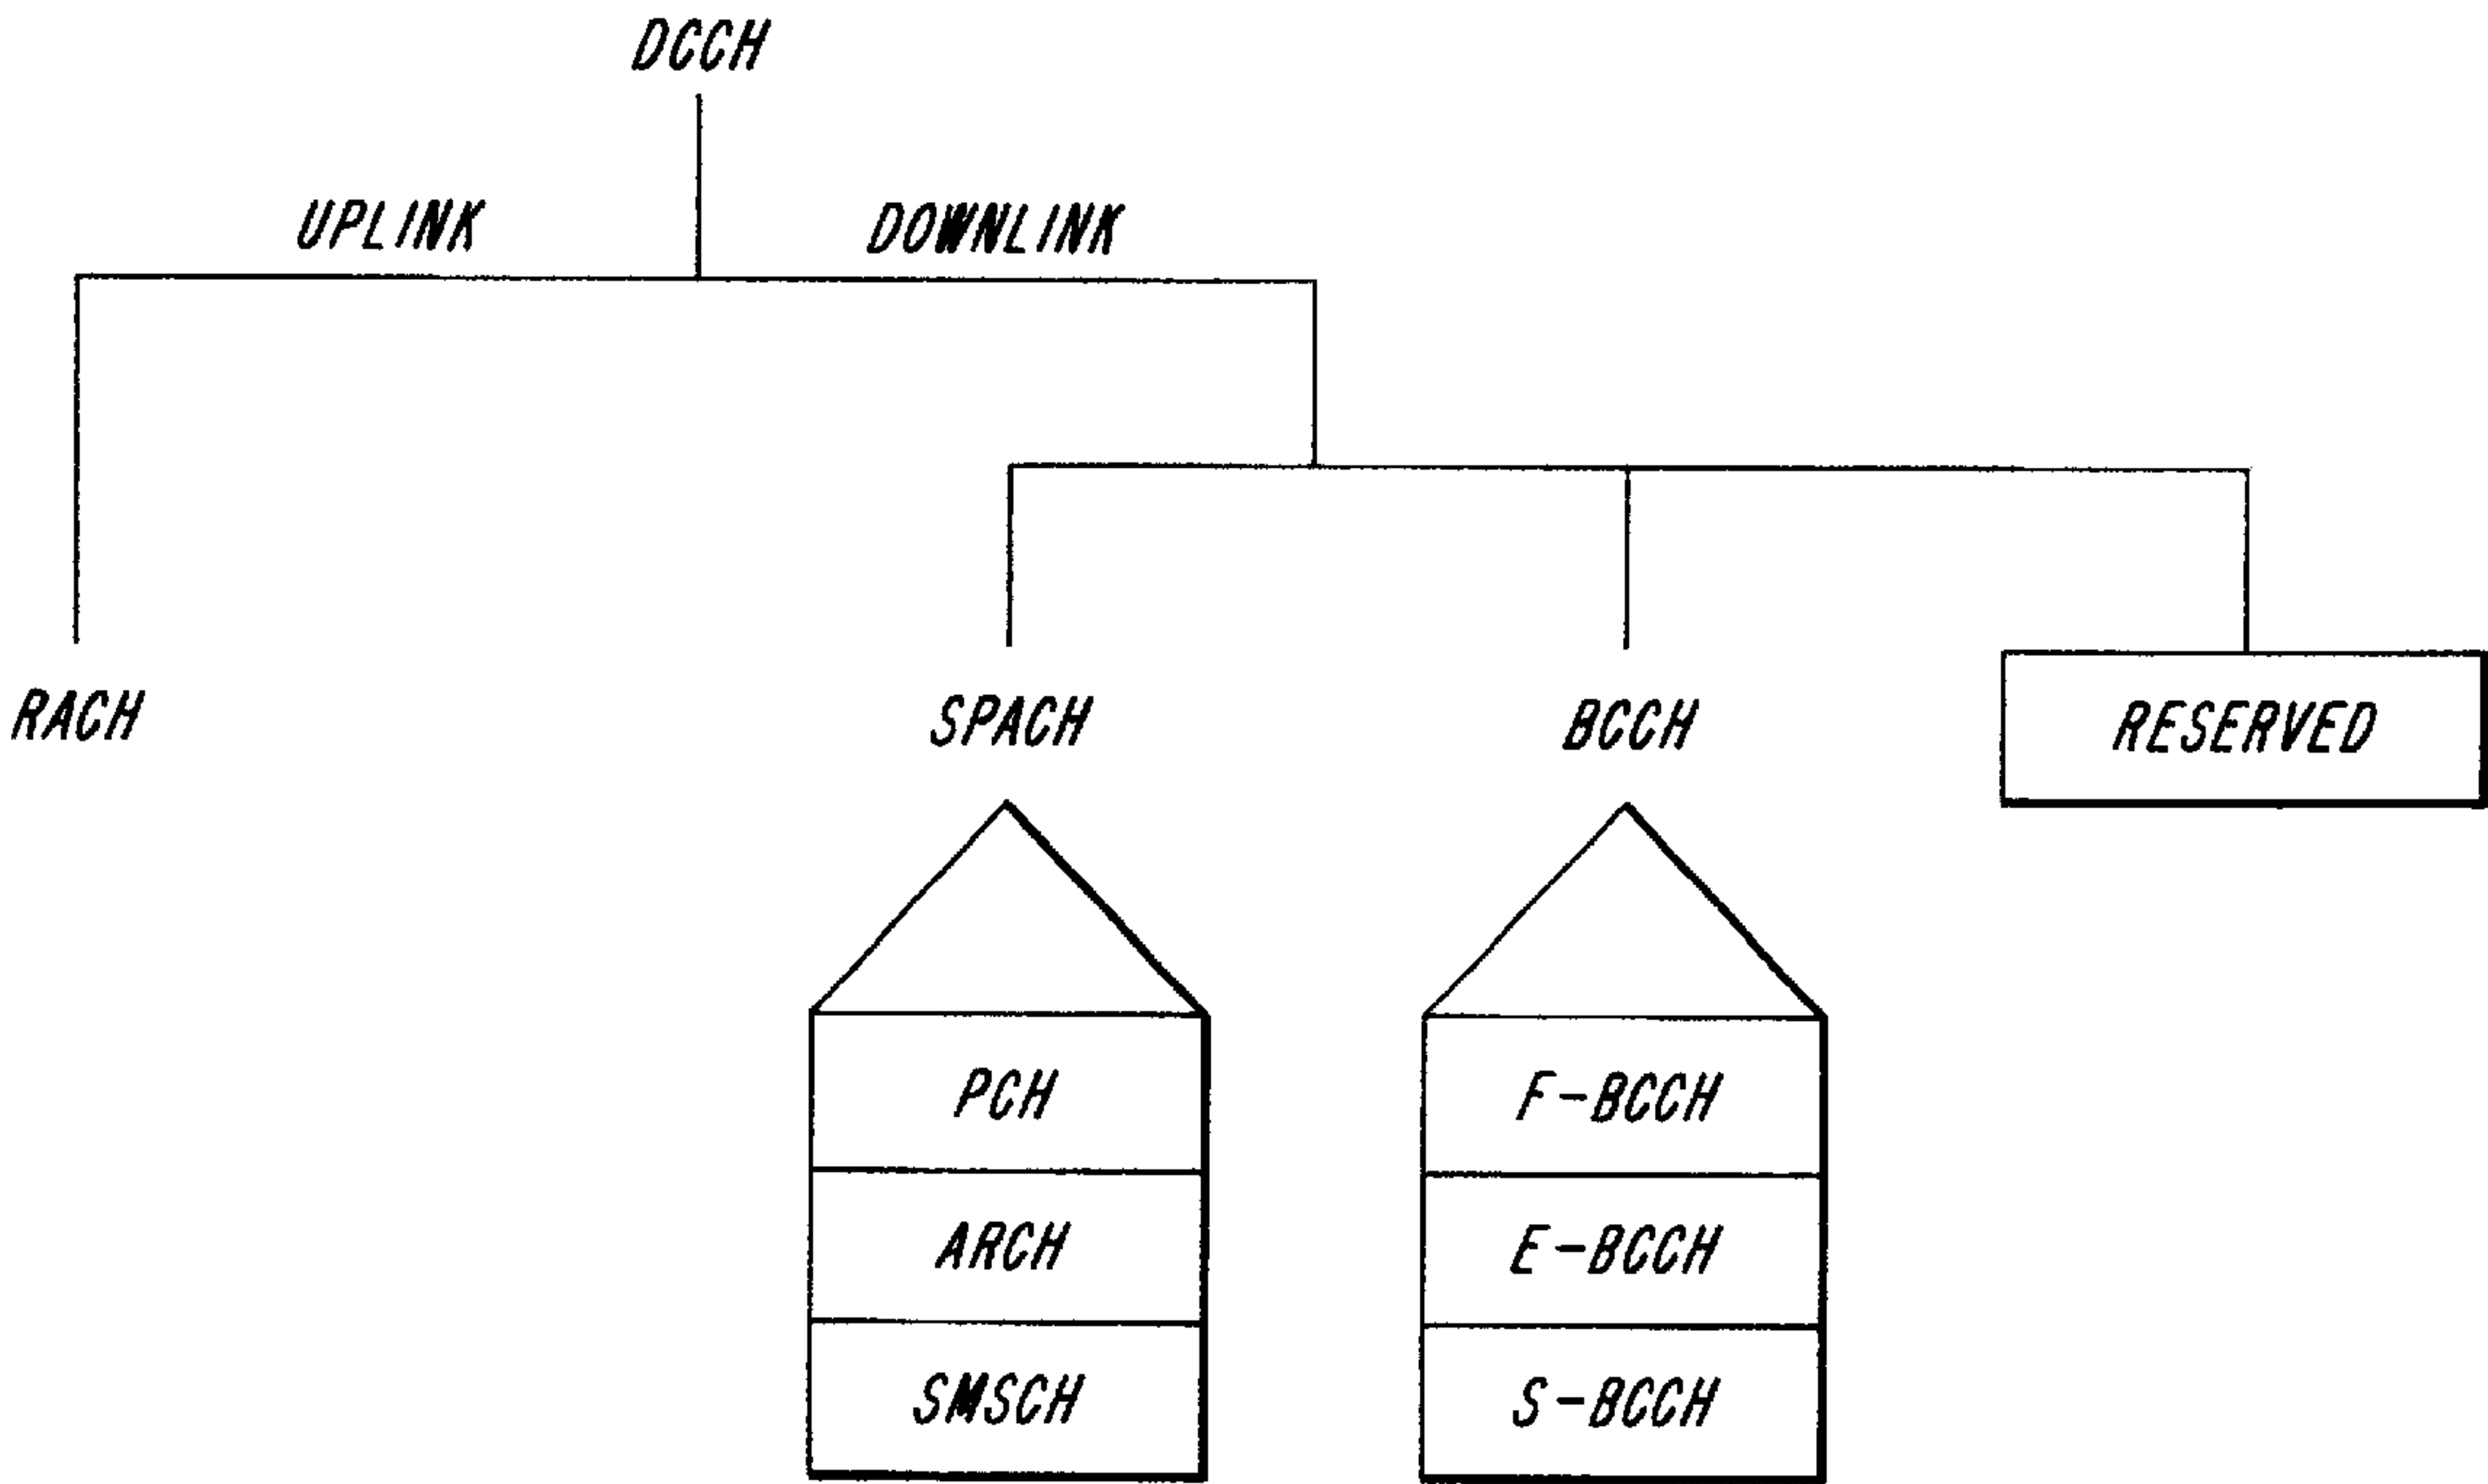 DCCH
UPLINK
DOWNLINK
RACH
SPACH
BCCH
RESERVED
PCH
ARCH
SMSCH
F-BCCH
E-BCCH
S-BCCH